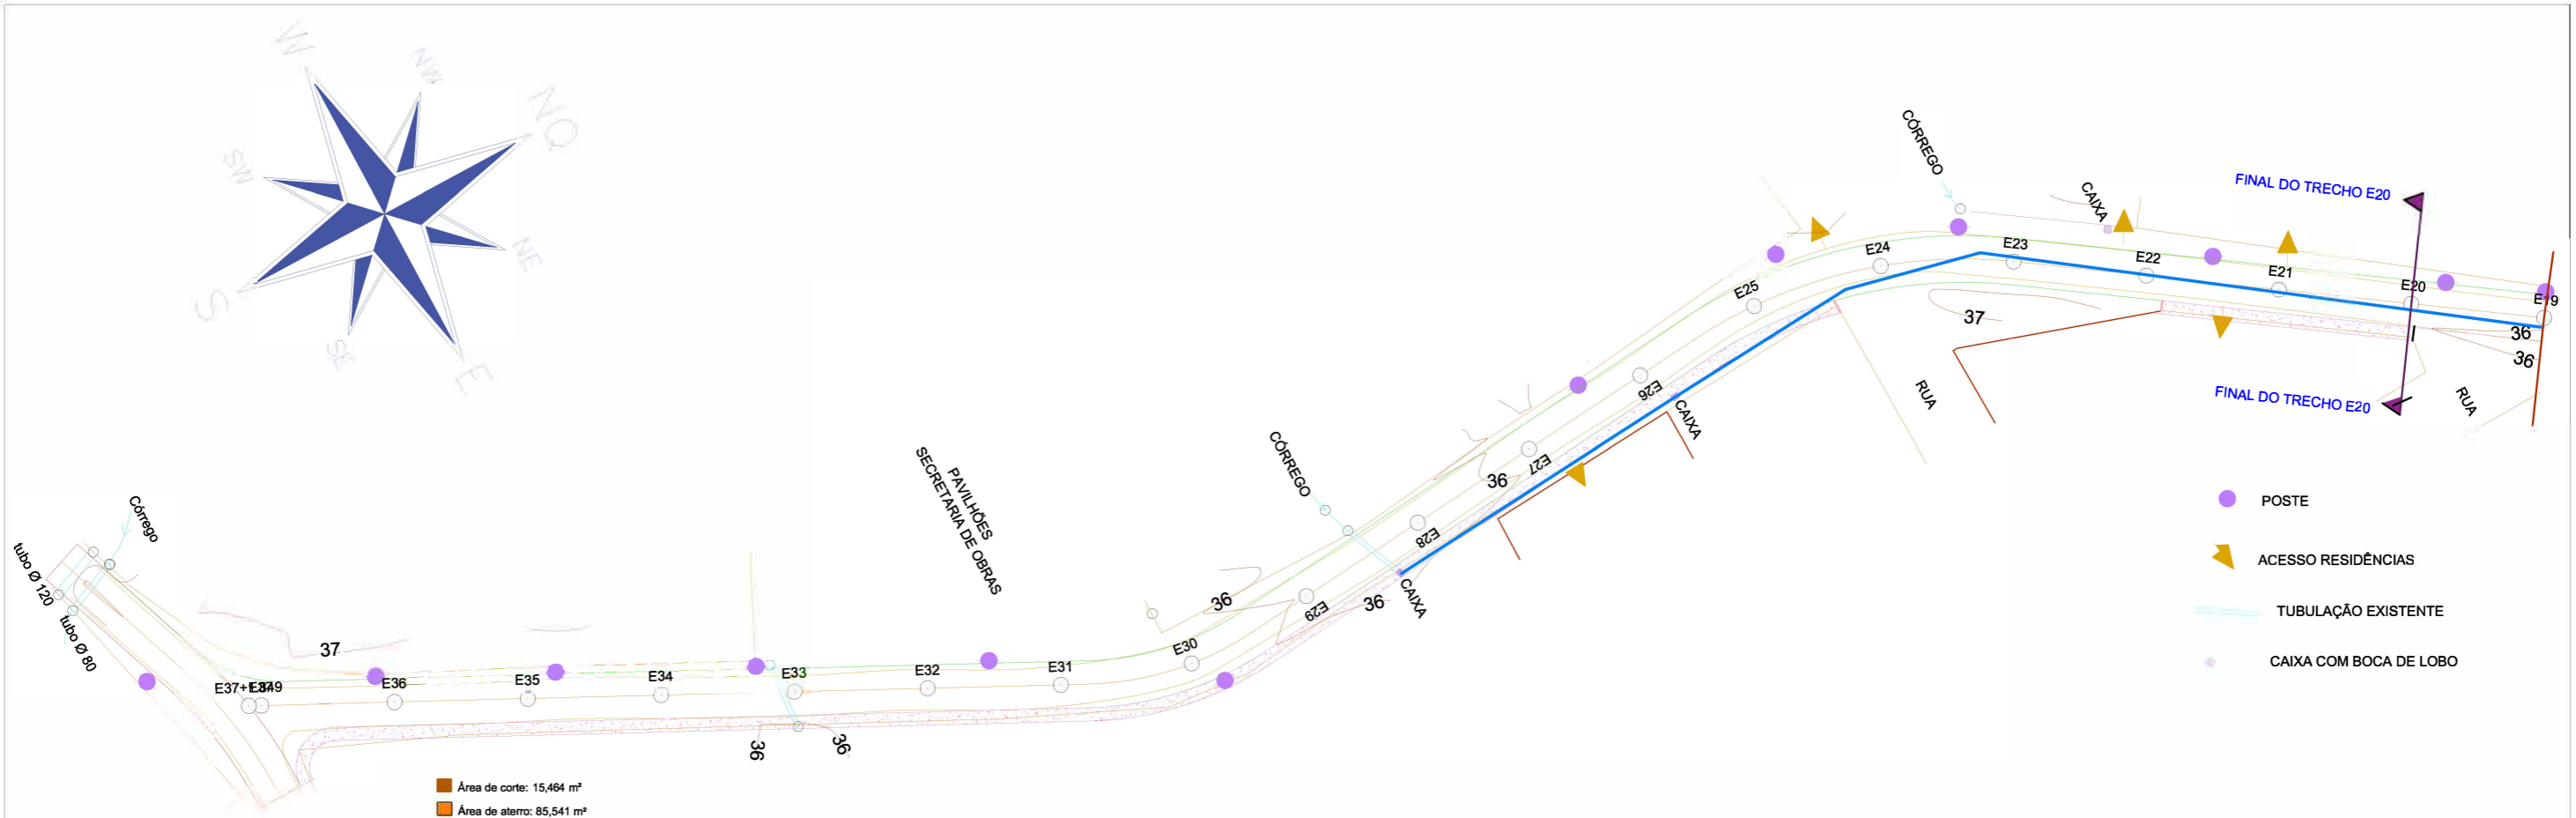 W
NW
NO
SW
NE
S
SE
E
CÓRREGO
CAIXA
FINAL DO TRECHO E20
E25
E24
E23
E22
E21
E20
E19
37
36
36
FINAL DO TRECHO E20
RUA
RUA
E26
CAIXA
E27
36
CÓRREGO
E28
CAIXA
36
E29
36
PAVILHÕES
SECRETARIA DE OBRAS
Córrego
tubo Ø 120
tubo Ø 80
37
E36
E35
E34
E33
E32
E31
E30
36
36
POSTE
ACESSO RESIDÊNCIAS
TUBULAÇÃO EXISTENTE
CAIXA COM BOCA DE LOBO
Área de corte: 15,464 m²
Área de aterro: 85,541 m²